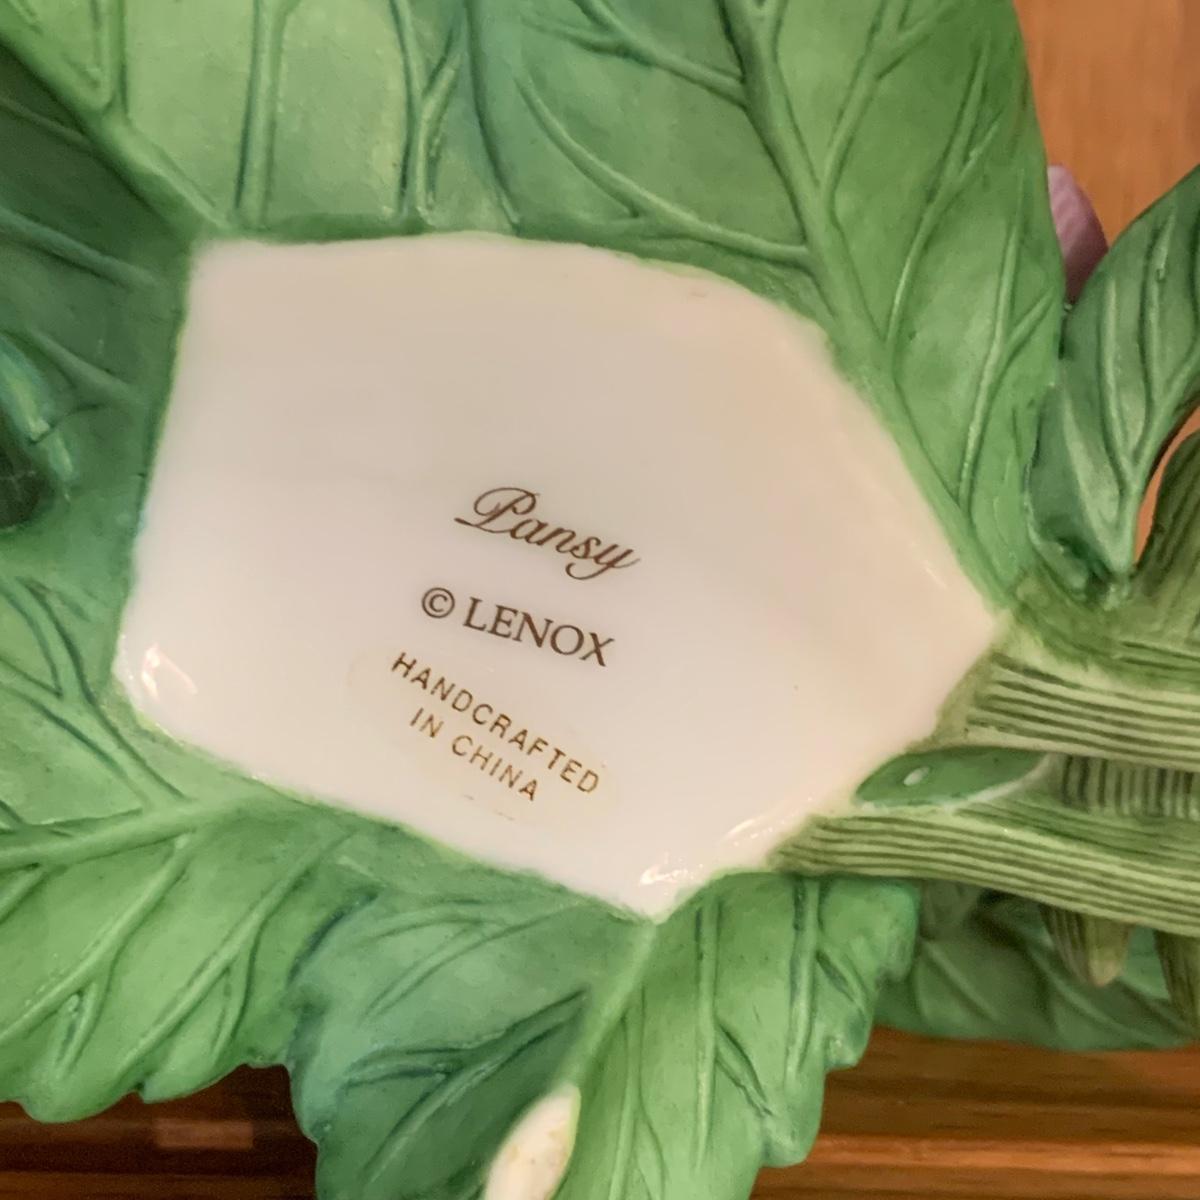 Pansy
© LENOX
HANDCRAFTED
IN CHINA